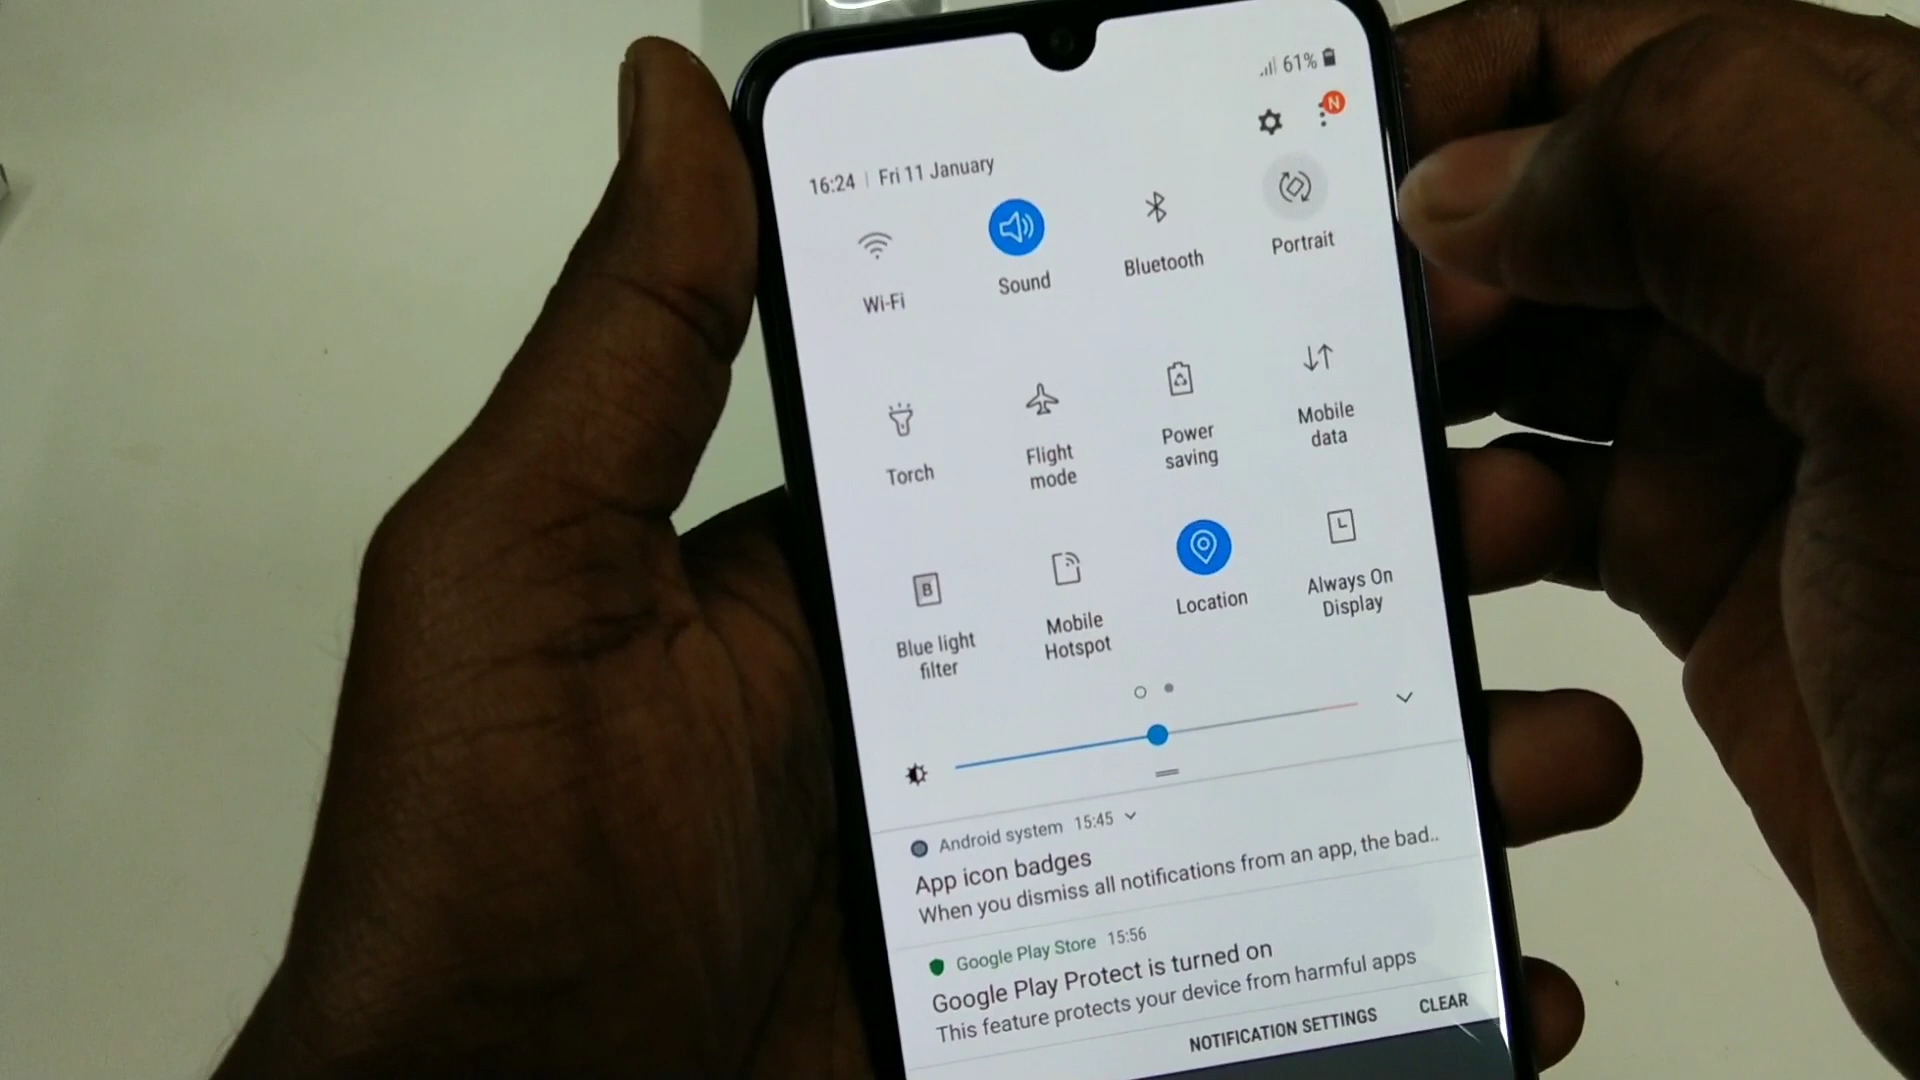 61%
N
16:24 | Fri 11 January
Wi-Fi
Sound
Bluetooth
Portrait
Torch
Flight
mode
Power
saving
Mobile
data
B
Blue light
filter
Mobile
Hotspot
Location
Always On
Display
Android system 15:45
App icon badges
When you dismiss all notifications from an app, the bad..
Google Play Store 15:56
Google Play Protect is turned on
This feature protects your device from harmful apps
NOTIFICATION SETTINGS CLEAR